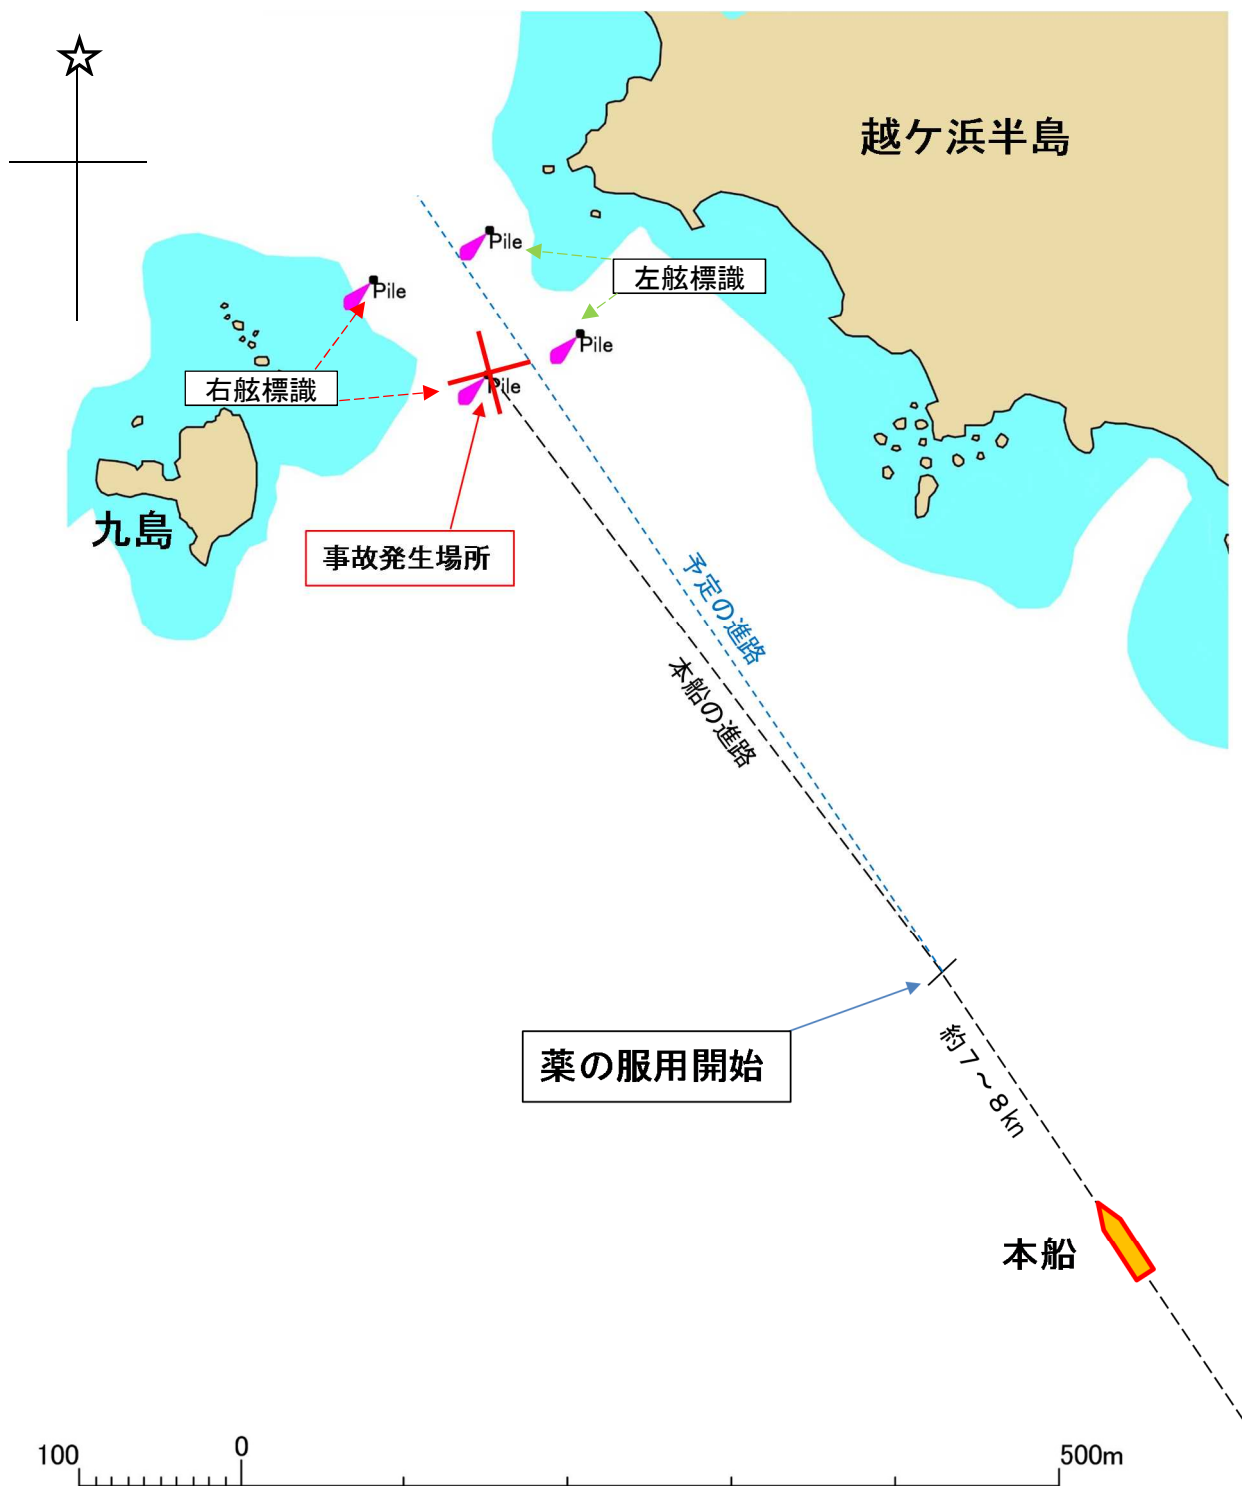 越ケ浜半島
Pile
左舷標識
Pile
Pile
右舷標識
Pile
九島
事故発生場所
予定の進路
本船の進路
薬の服用開始
約7～8kn
本船
100
0
500m